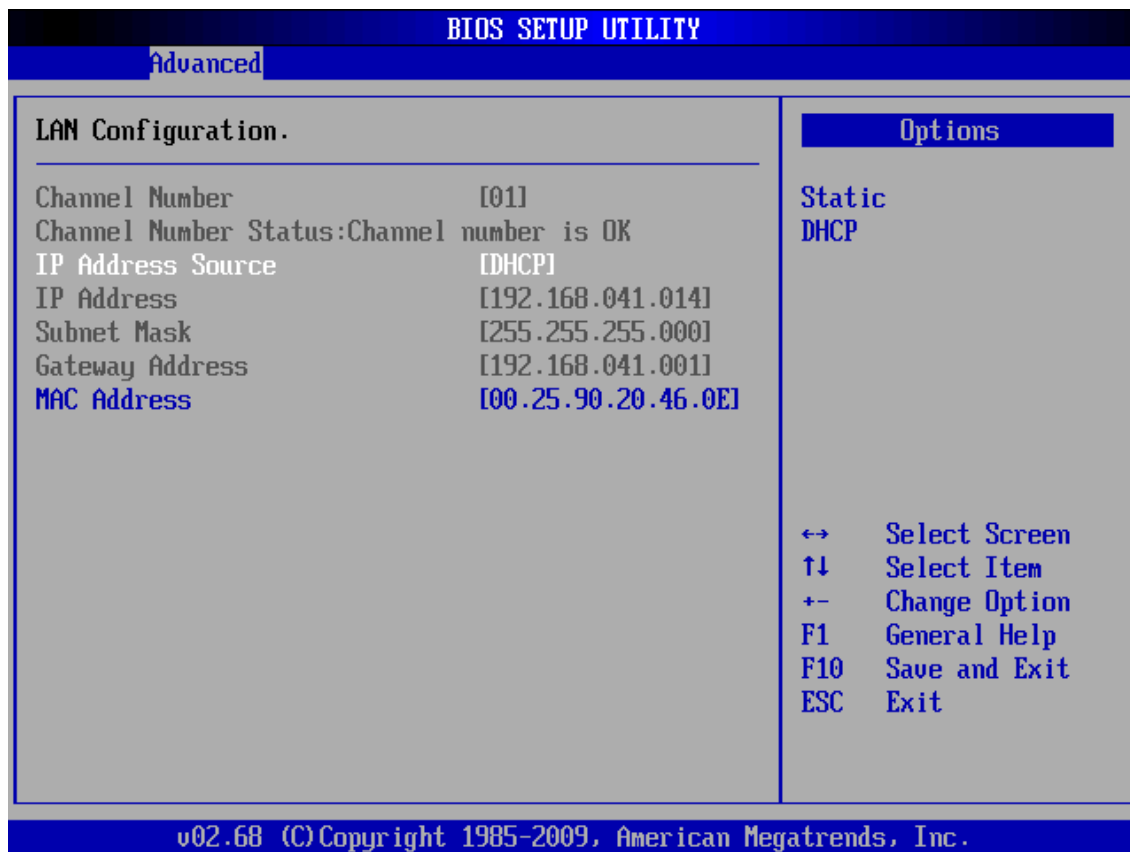 BIOS SETUP UTILITY
Advanced
LAN Configuration.
Channel Number [01]
Channel Number Status:Channel number is OK
IP Address Source [DHCP]
IP Address [192.168.041.014]
Subnet Mask [255.255.255.000]
Gateway Address [192.168.041.001]
MAC Address [00.25.90.20.46.0E]
Options
Static
DHCP
↔ Select Screen
↑↓ Select Item
+- Change Option
F1 General Help
F10 Save and Exit
ESC Exit
v02.68 (C)Copyright 1985-2009, American Megatrends, Inc.